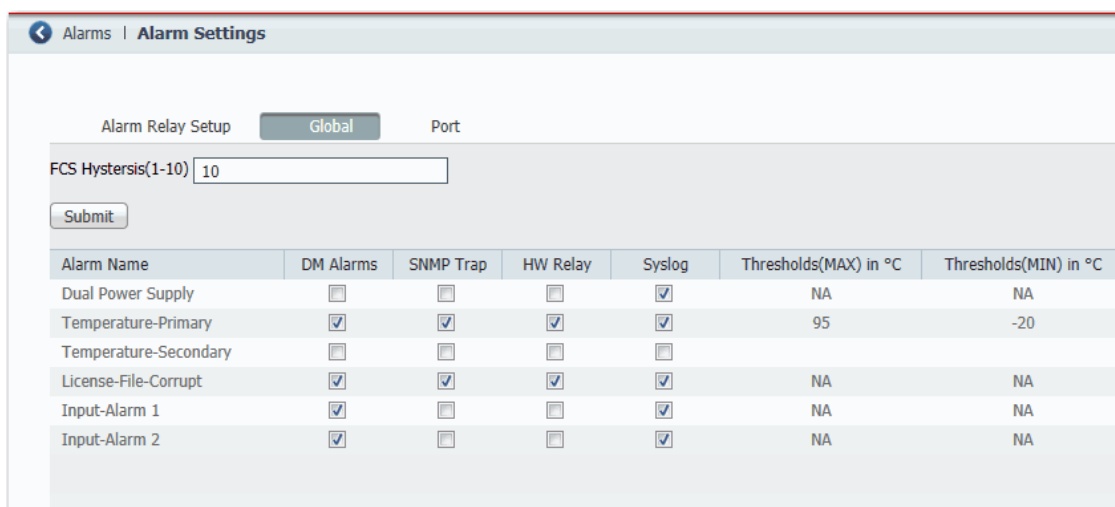 Alarms | Alarm Settings
Alarm Relay Setup Global Port
FCS Hystersis(1-10) 10
Submit
Alarm Name DM Alarms SNMP Trap HW Relay Syslog Thresholds(MAX) in °C Thresholds(MIN) in °C
Dual Power Supply NA NA
Temperature-Primary 95 -20
Temperature-Secondary
License-File-Corrupt NA NA
Input-Alarm 1 NA NA
Input-Alarm 2 NA NA